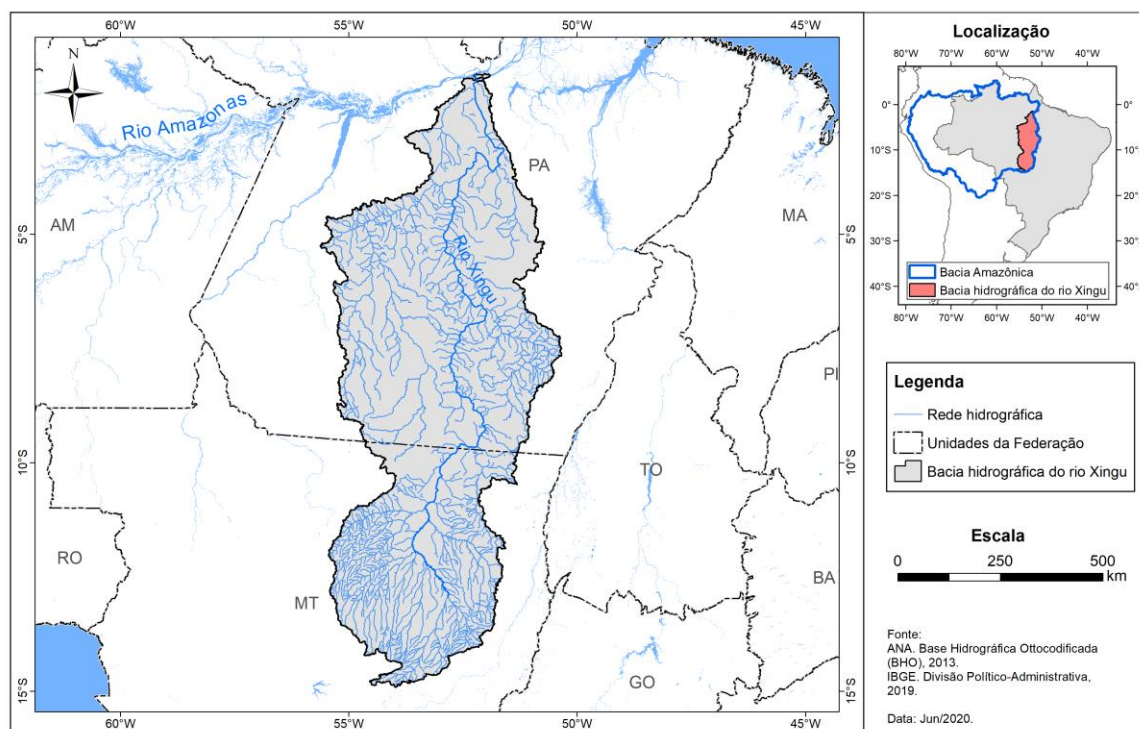 60°W 55°W 50°W 45°W
N
Rio Amazonas
PA
AM
MA
5°S 5°S
Rio Xingu
PI
10°S 10°S
TO
RO
BA
MT
GO
15°S 15°S
60°W 55°W 50°W 45°W
Localização
80°W 70°W 60°W 50°W 40°W
0° 0°
10°S 10°S
20°S 20°S
30°S 30°S
40°S 40°S
Bacia Amazônica
Bacia hidrográfica do rio Xingu
80°W 70°W 60°W 50°W 40°W
Legenda
Rede hidrográfica
Unidades da Federação
Bacia hidrográfica do rio Xingu
Escala
0 250 500
km
Fonte:
ANA. Base Hidrográfica Ottocodificada
(BHO), 2013.
IBGE. Divisão Político-Administrativa,
2019.
Data: Jun/2020.